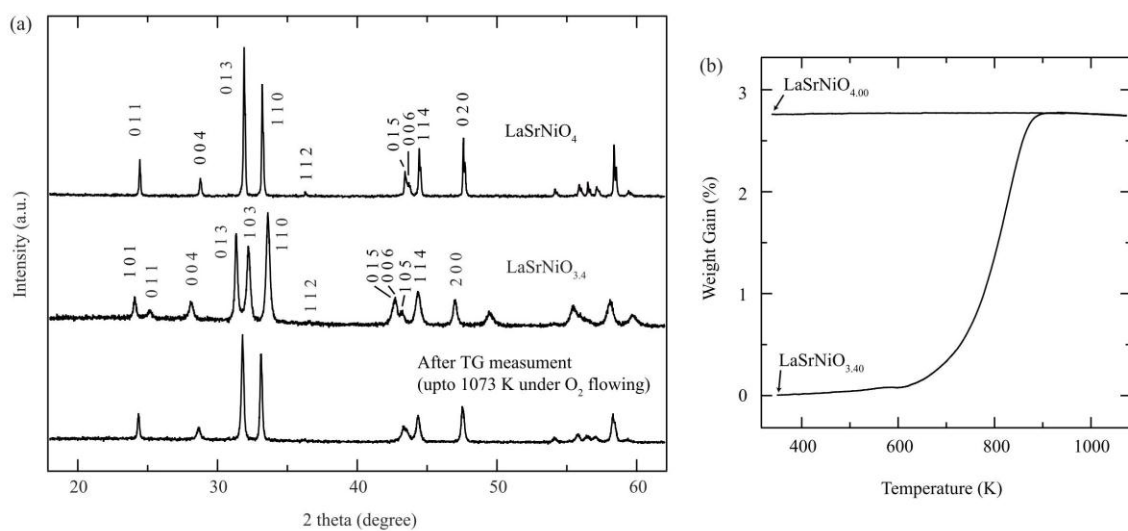 (a)
0 1 1
0 0 4
0 1 3
1 1 0
1 1 2
0 1 5
0 0 6
1 1 4
0 2 0
LaSrNiO4
1 0 1
0 1 1
0 0 4
0 1 3
1 0 3
1 1 0
1 1 2
0 1 5
0 0 6
1 0 5
1 1 4
2 0 0
LaSrNiO3.4
After TG measument
(upto 1073 K under O2 flowing)
Intensity (a.u.)
20 30 40 50 60
2 theta (degree)
(b)
LaSrNiO4.00
LaSrNiO3.40
Weight Gain (%)
3
2
1
0
400 600 800 1000
Temperature (K)